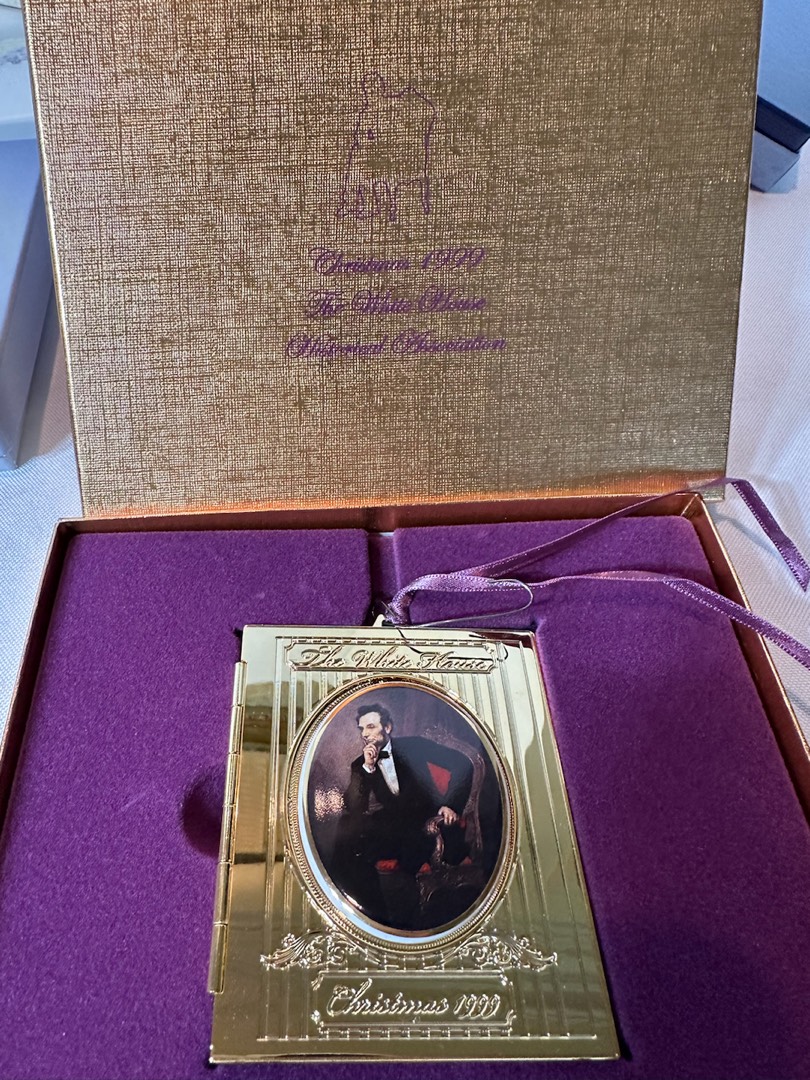 Christmas 1999
The White House
Historical Association
The White House
Christmas 1999